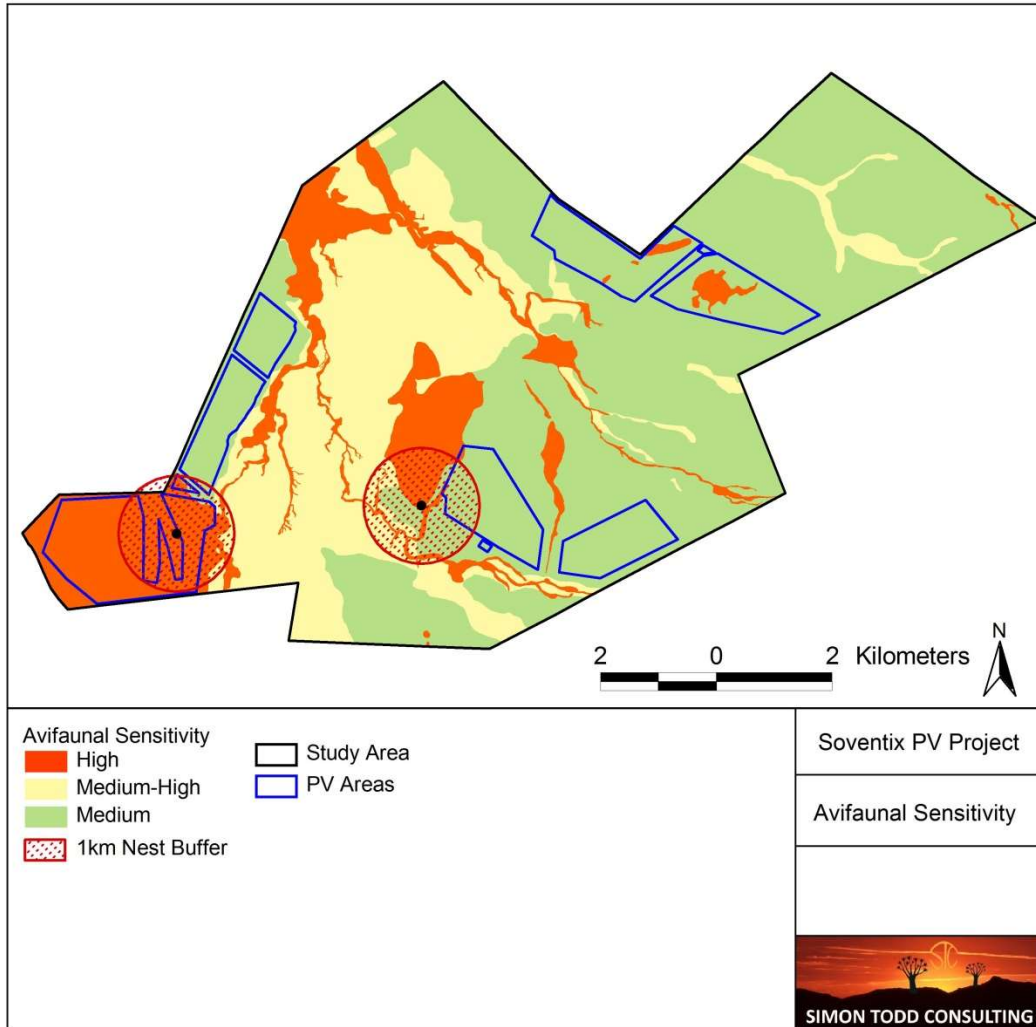 N
2 0 2 Kilometers
Avifaunal Sensitivity
High
Medium-High
Medium
1km Nest Buffer
Study Area
PV Areas
Soventix PV Project
Avifaunal Sensitivity
STC
SIMON TODD CONSULTING